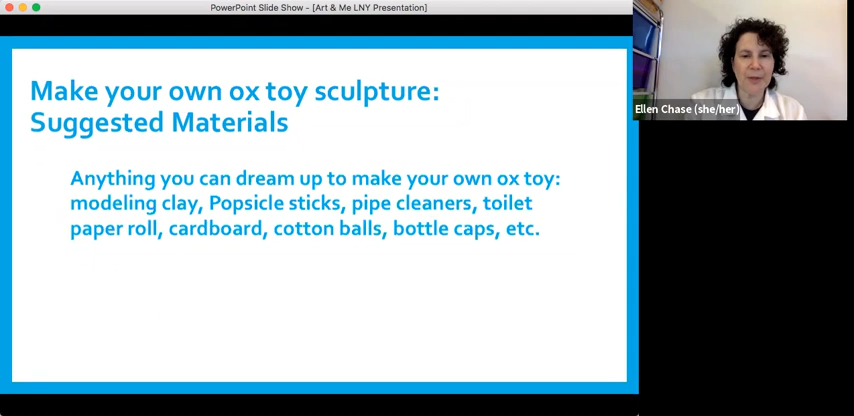 PowerPoint Slide Show - [Art & Me LNY Presentation]
Make your own ox toy sculpture:
Suggested Materials
Anything you can dream up to make your own ox toy:
modeling clay, Popsicle sticks, pipe cleaners, toilet
paper roll, cardboard, cotton balls, bottle caps, etc.
Ellen Chase (she/her)